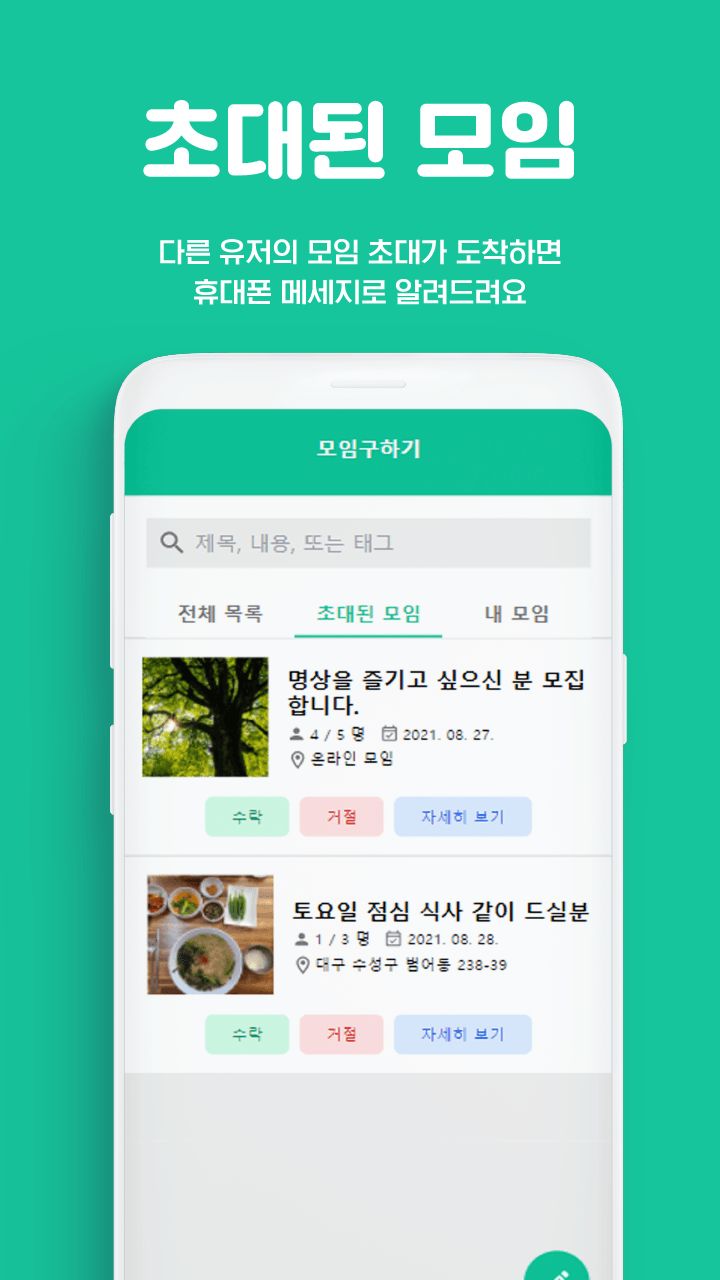 초대된 모임
다른 유저의 모임 초대가 도착하면
휴대폰 메세지로 알려드려요
모임구하기
제목, 내용, 또는 태그
전체 목록 초대된 모임 내 모임
명상을 즐기고 싶으신 분 모집
합니다.
4 / 5 명 2021. 08. 27.
온라인 모임
수락 거절 자세히 보기
토요일 점심 식사 같이 드실분
1 / 3 명 2021. 08. 28.
대구 수성구 범어동 238-39
수락 거절 자세히 보기